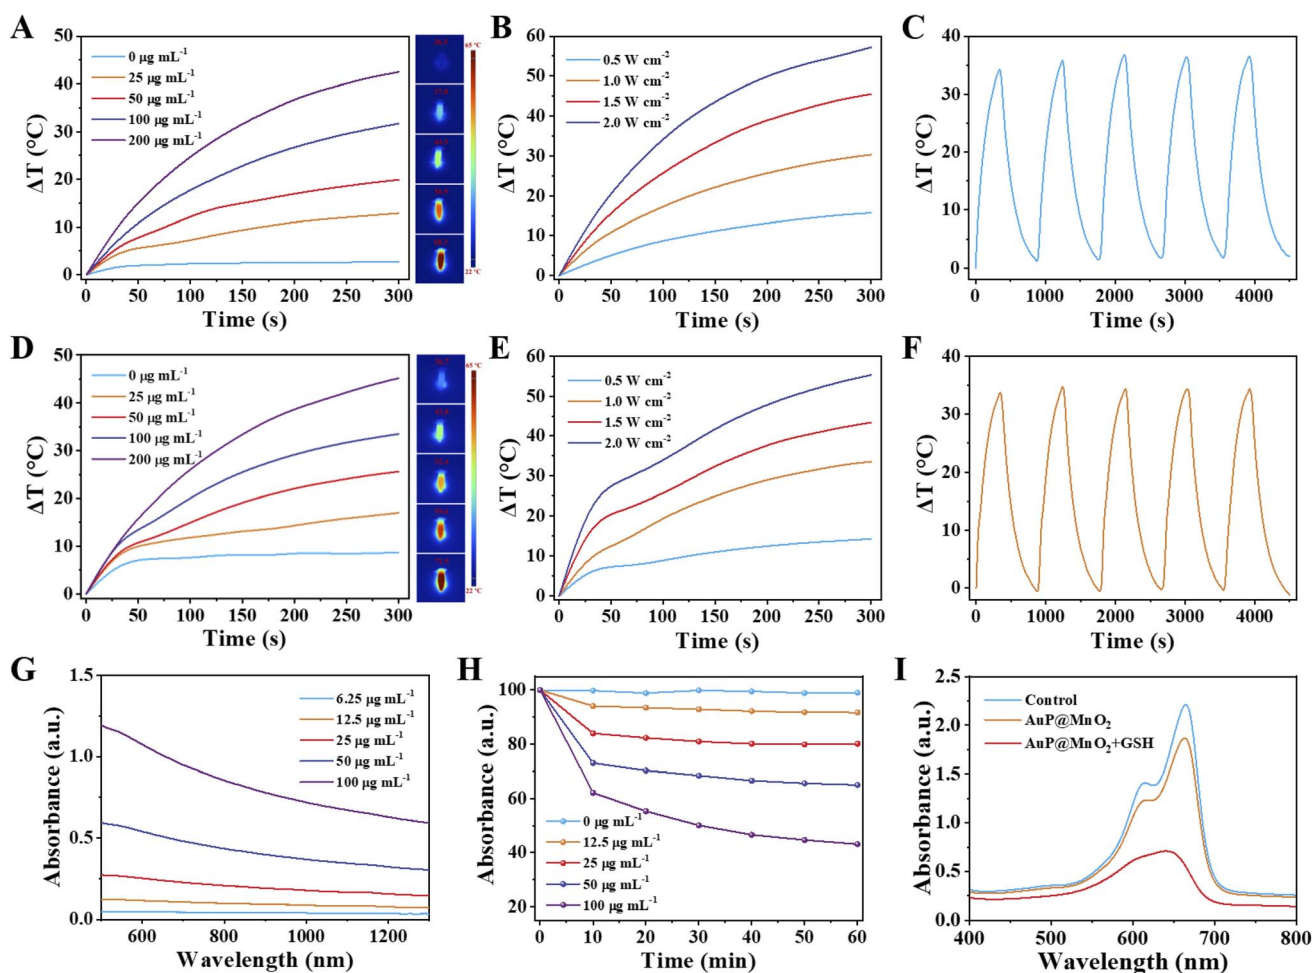 A
ΔT (°C)
50
40
30
20
10
0
0 μg mL-1
25 μg mL-1
50 μg mL-1
100 μg mL-1
200 μg mL-1
0 50 100 150 200 250 300
Time (s)
65 °C
22 °C
B
ΔT (°C)
60
50
40
30
20
10
0
0.5 W cm-2
1.0 W cm-2
1.5 W cm-2
2.0 W cm-2
0 50 100 150 200 250 300
Time (s)
C
ΔT (°C)
40
30
20
10
0
0 1000 2000 3000 4000
Time (s)
D
ΔT (°C)
50
40
30
20
10
0
0 μg mL-1
25 μg mL-1
50 μg mL-1
100 μg mL-1
200 μg mL-1
0 50 100 150 200 250 300
Time (s)
65 °C
22 °C
E
ΔT (°C)
60
50
40
30
20
10
0
0.5 W cm-2
1.0 W cm-2
1.5 W cm-2
2.0 W cm-2
0 50 100 150 200 250 300
Time (s)
F
ΔT (°C)
40
30
20
10
0
0 1000 2000 3000 4000
Time (s)
G
Absorbance (a.u.)
1.5
1.0
0.5
0.0
6.25 μg mL-1
12.5 μg mL-1
25 μg mL-1
50 μg mL-1
100 μg mL-1
600 800 1000 1200
Wavelength (nm)
H
Absorbance (a.u.)
100
80
60
40
20
0 μg mL-1
12.5 μg mL-1
25 μg mL-1
50 μg mL-1
100 μg mL-1
0 10 20 30 40 50 60
Time (min)
I
Absorbance (a.u.)
2.5
2.0
1.5
1.0
0.5
0.0
Control
AuP@MnO2
AuP@MnO2+GSH
400 500 600 700 800
Wavelength (nm)